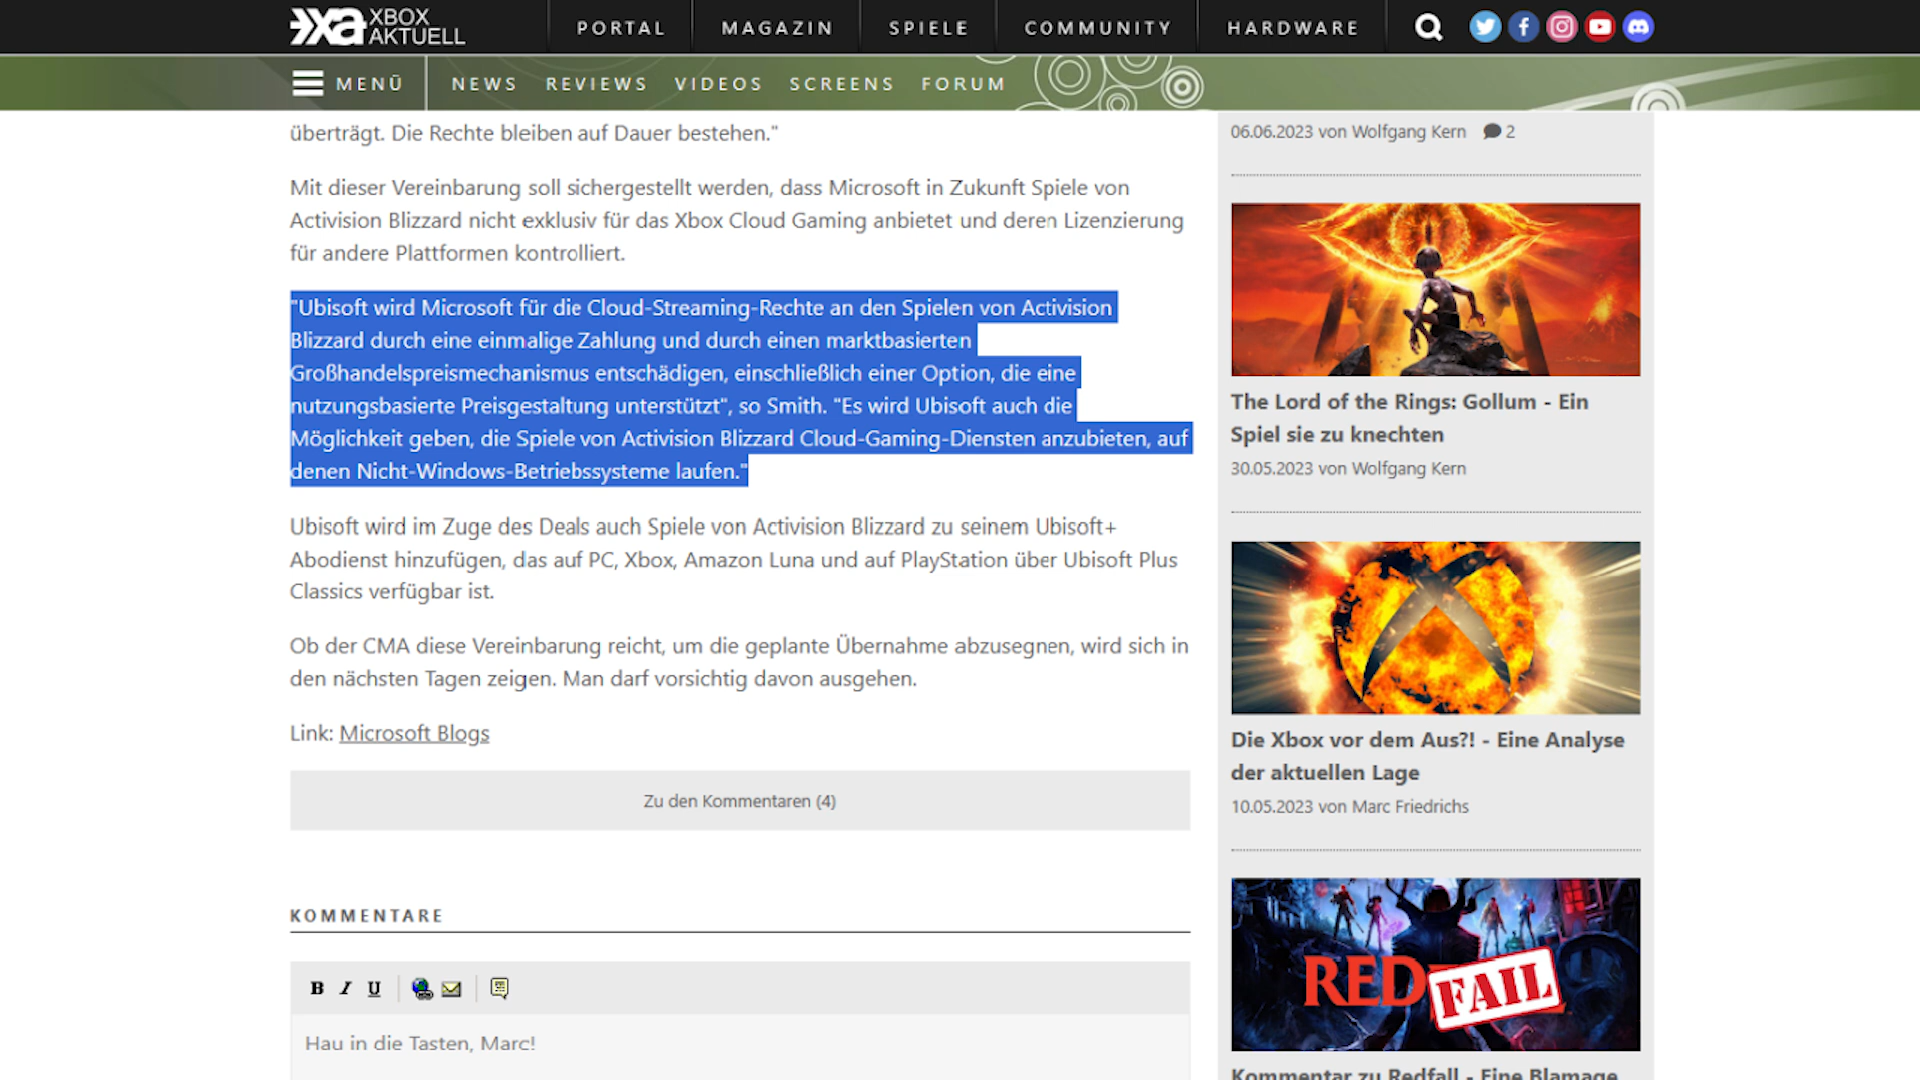 XBOX AKTUELL
PORTAL
MAGAZIN
SPIELE
COMMUNITY
HARDWARE
MENÜ
NEWS
REVIEWS
VIDEOS
SCREENS
FORUM
überträgt. Die Rechte bleiben auf Dauer bestehen."
Mit dieser Vereinbarung soll sichergestellt werden, dass Microsoft in Zukunft Spiele von
Activision Blizzard nicht exklusiv für das Xbox Cloud Gaming anbietet und deren Lizenzierung
für andere Plattformen kontrolliert.
"Ubisoft wird Microsoft für die Cloud-Streaming-Rechte an den Spielen von Activision
Blizzard durch eine einmalige Zahlung und durch einen marktbasierten
Großhandelspreismechanismus entschädigen, einschließlich einer Option, die eine
nutzungsbasierte Preisgestaltung unterstützt", so Smith. "Es wird Ubisoft auch die
Möglichkeit geben, die Spiele von Activision Blizzard Cloud-Gaming-Diensten anzubieten, auf
denen Nicht-Windows-Betriebssysteme laufen."
Ubisoft wird im Zuge des Deals auch Spiele von Activision Blizzard zu seinem Ubisoft+
Abodienst hinzufügen, das auf PC, Xbox, Amazon Luna und auf PlayStation über Ubisoft Plus
Classics verfügbar ist.
Ob der CMA diese Vereinbarung reicht, um die geplante Übernahme abzusegnen, wird sich in
den nächsten Tagen zeigen. Man darf vorsichtig davon ausgehen.
Link: Microsoft Blogs
Zu den Kommentaren (4)
KOMMENTARE
B I U
Hau in die Tasten, Marc!
06.06.2023 von Wolfgang Kern 2
The Lord of the Rings: Gollum - Ein
Spiel sie zu knechten
30.05.2023 von Wolfgang Kern
Die Xbox vor dem Aus?! - Eine Analyse
der aktuellen Lage
10.05.2023 von Marc Friedrichs
REDFAIL
Kommentar zu Redfall - Eine Blamage